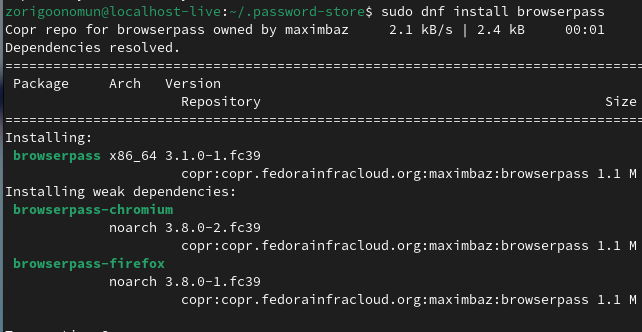 zorigoonomun@localhost-live:~/.password-store$ sudo dnf install browserpass
Copr repo for browserpass owned by maximbaz     2.1 kB/s | 2.4 kB     00:01
Dependencies resolved.
================================================================================
 Package     Arch   Version
                      Repository                                           Size
================================================================================
Installing:
 browserpass x86_64 3.1.0-1.fc39
                      copr:copr.fedorainfracloud.org:maximbaz:browserpass 1.1 M
Installing weak dependencies:
 browserpass-chromium
             noarch 3.8.0-2.fc39
                      copr:copr.fedorainfracloud.org:maximbaz:browserpass 1.1 M
 browserpass-firefox
             noarch 3.8.0-1.fc39
                      copr:copr.fedorainfracloud.org:maximbaz:browserpass 1.1 M